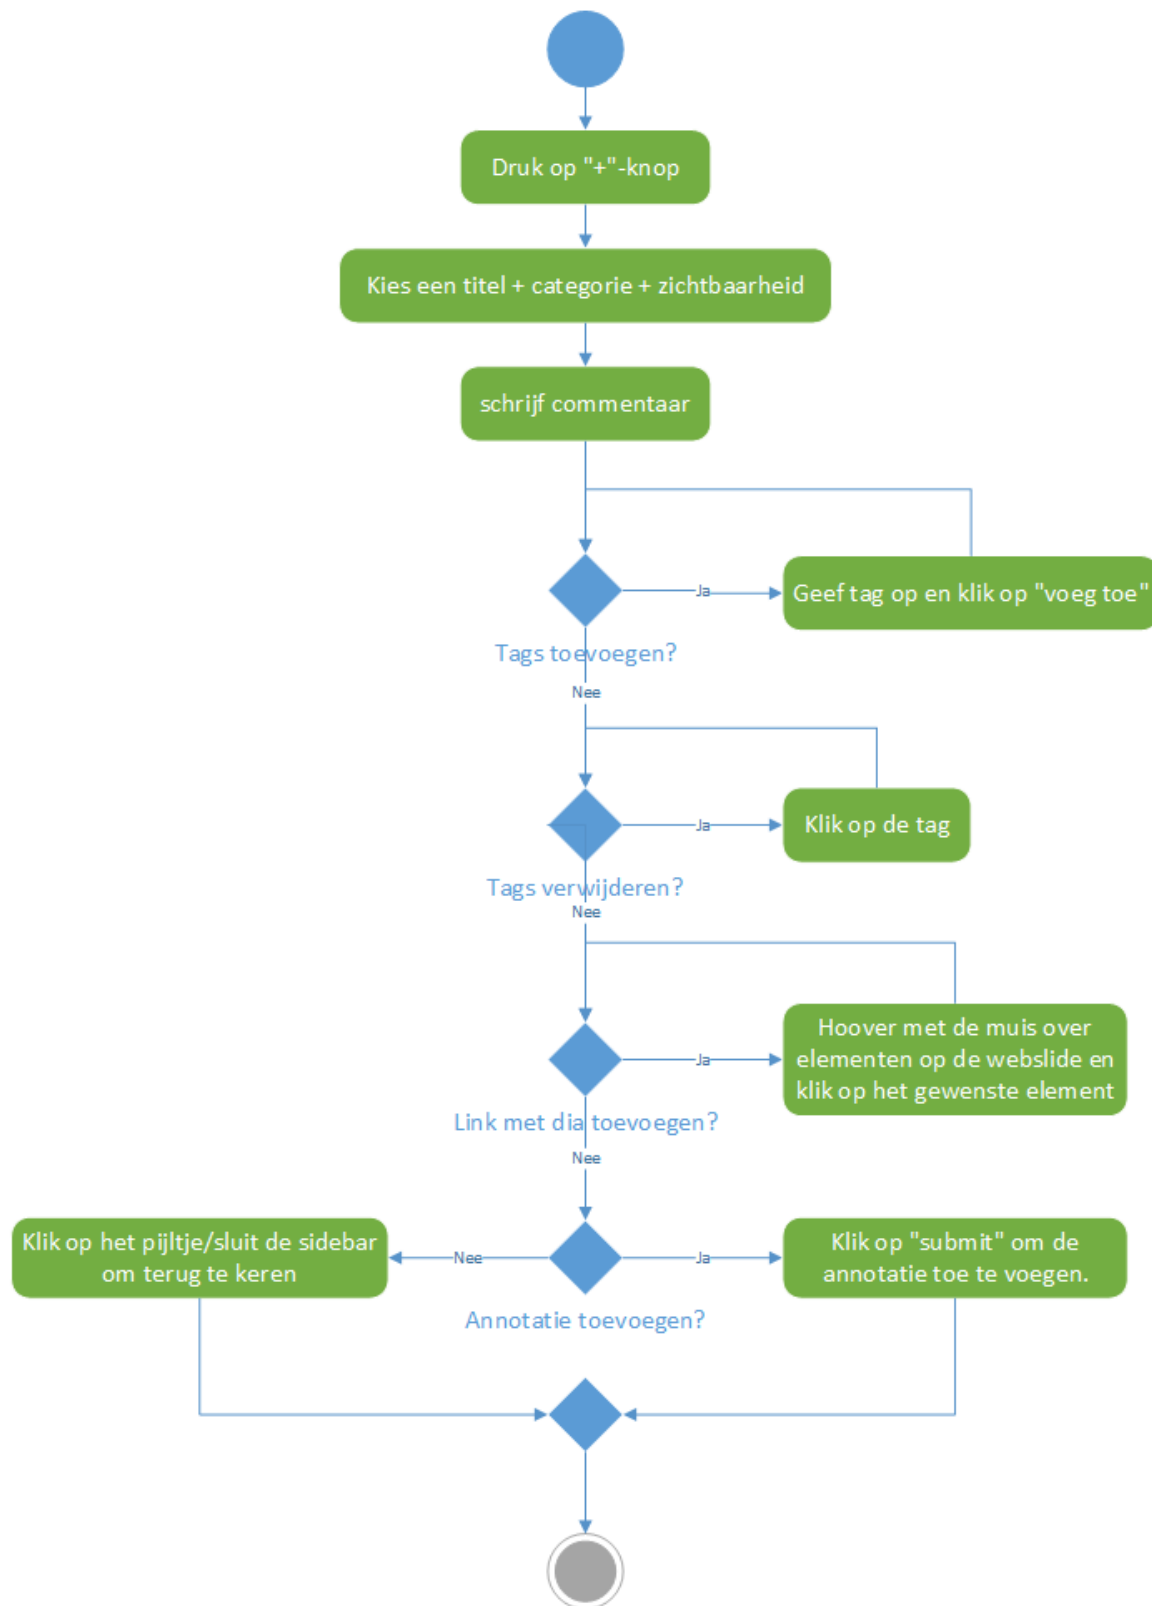 Druk op "+"-knop
Kies een titel + categorie + zichtbaarheid
schrijf commentaar
Ja
Geef tag op en klik op "voeg toe"
Tags toevoegen?
Nee
Ja
Klik op de tag
Tags verwijderen?
Nee
Ja
Hoover met de muis over
elementen op de webslide en
klik op het gewenste element
Link met dia toevoegen?
Nee
Klik op het pijltje/sluit de sidebar
om terug te keren
Nee
Ja
Klik op "submit" om de
annotatie toe te voegen.
Annotatie toevoegen?